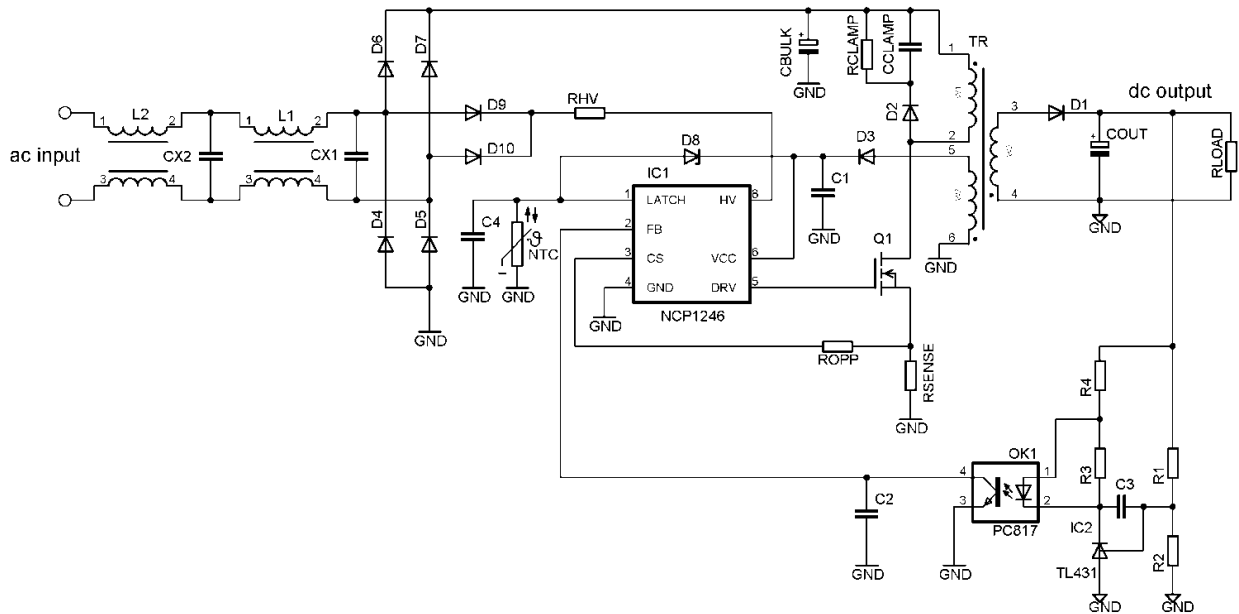 D6
D7
CBULK
+
GND
RCLAMP
CCLAMP
1
TR
D2
2
5
6
GND
3
4
D1
dc output
+
COUT
GND
RLOAD
ac input
L2
1
2
3
4
CX2
L1
1
2
3
4
CX1
D9
D10
RHV
D8
D3
C1
GND
D4
D5
GND
C4
GND
NTC
ϑ
GND
IC1
1
LATCH
HV
8
2
FB
3
CS
VCC
6
4
GND
DRV
5
NCP1246
GND
Q1
ROPP
RSENSE
GND
R4
R3
R1
C3
R2
OK1
4
3
1
2
PC817
GND
C2
GND
IC2
TL431
GND
GND